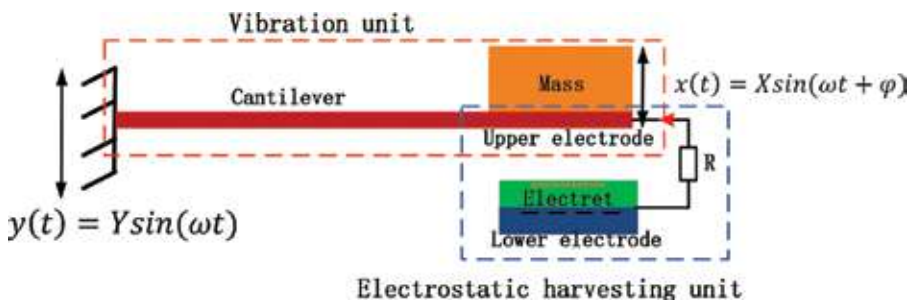 Vibration unit
Cantilever
Mass
x(t) = Xsin(ωt + φ)
Upper electrode
R
Electret
y(t) = Ysin(ωt)
Lower electrode
Electrostatic harvesting unit